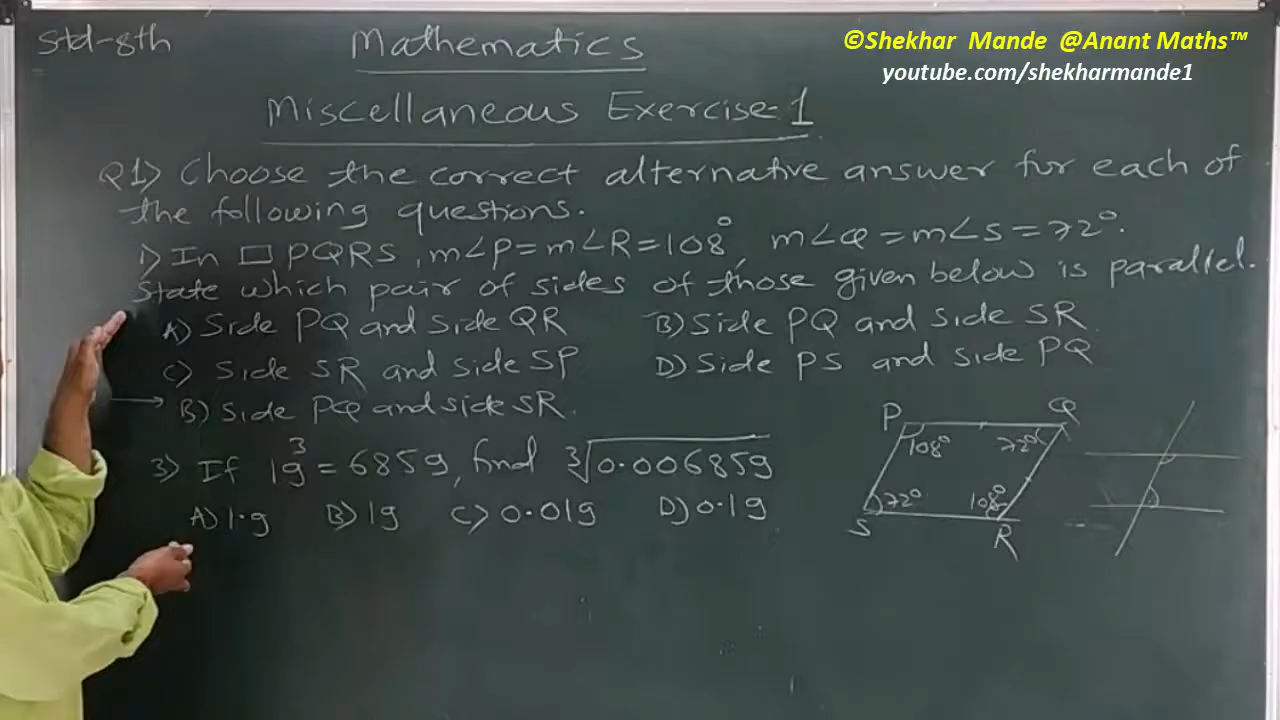 Std-8th
Mathematics
©Shekhar Mande @Anant Maths™
youtube.com/shekharmande1
Miscellaneous Exercise-1
Q1> Choose the correct alternative answer for each of
the following questions.
1) In □ PQRS, m∠P = m∠R = 108°, m∠Q = m∠S = 72°.
State which pair of sides of those given below is parallel.
A) Side PQ and side QR B) Side PQ and side SR.
C) Side SR and side SP D) Side PS and side PQ
→ B) Side PQ and side SR.
3) If 19³ = 6859, find ∛0.006859
A) 1.9 B) 19 C) 0.019 D) 0.19
P Q
108° 72°
72° 108°
S R